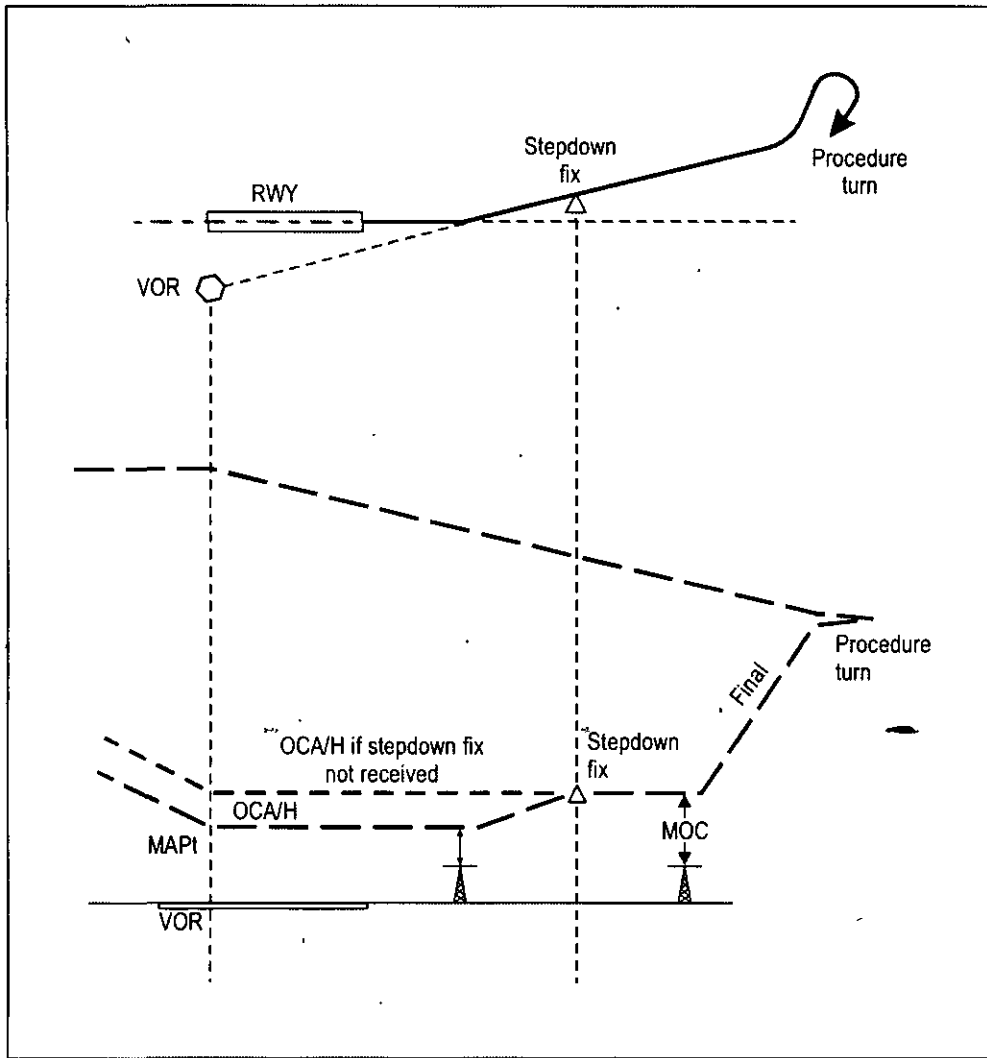 Stepdown
fix
Procedure
turn
RWY
VOR
Procedure
turn
Final
OCA/H if stepdown fix
not received
Stepdown
fix
OCA/H
MOC
MAPt
VOR